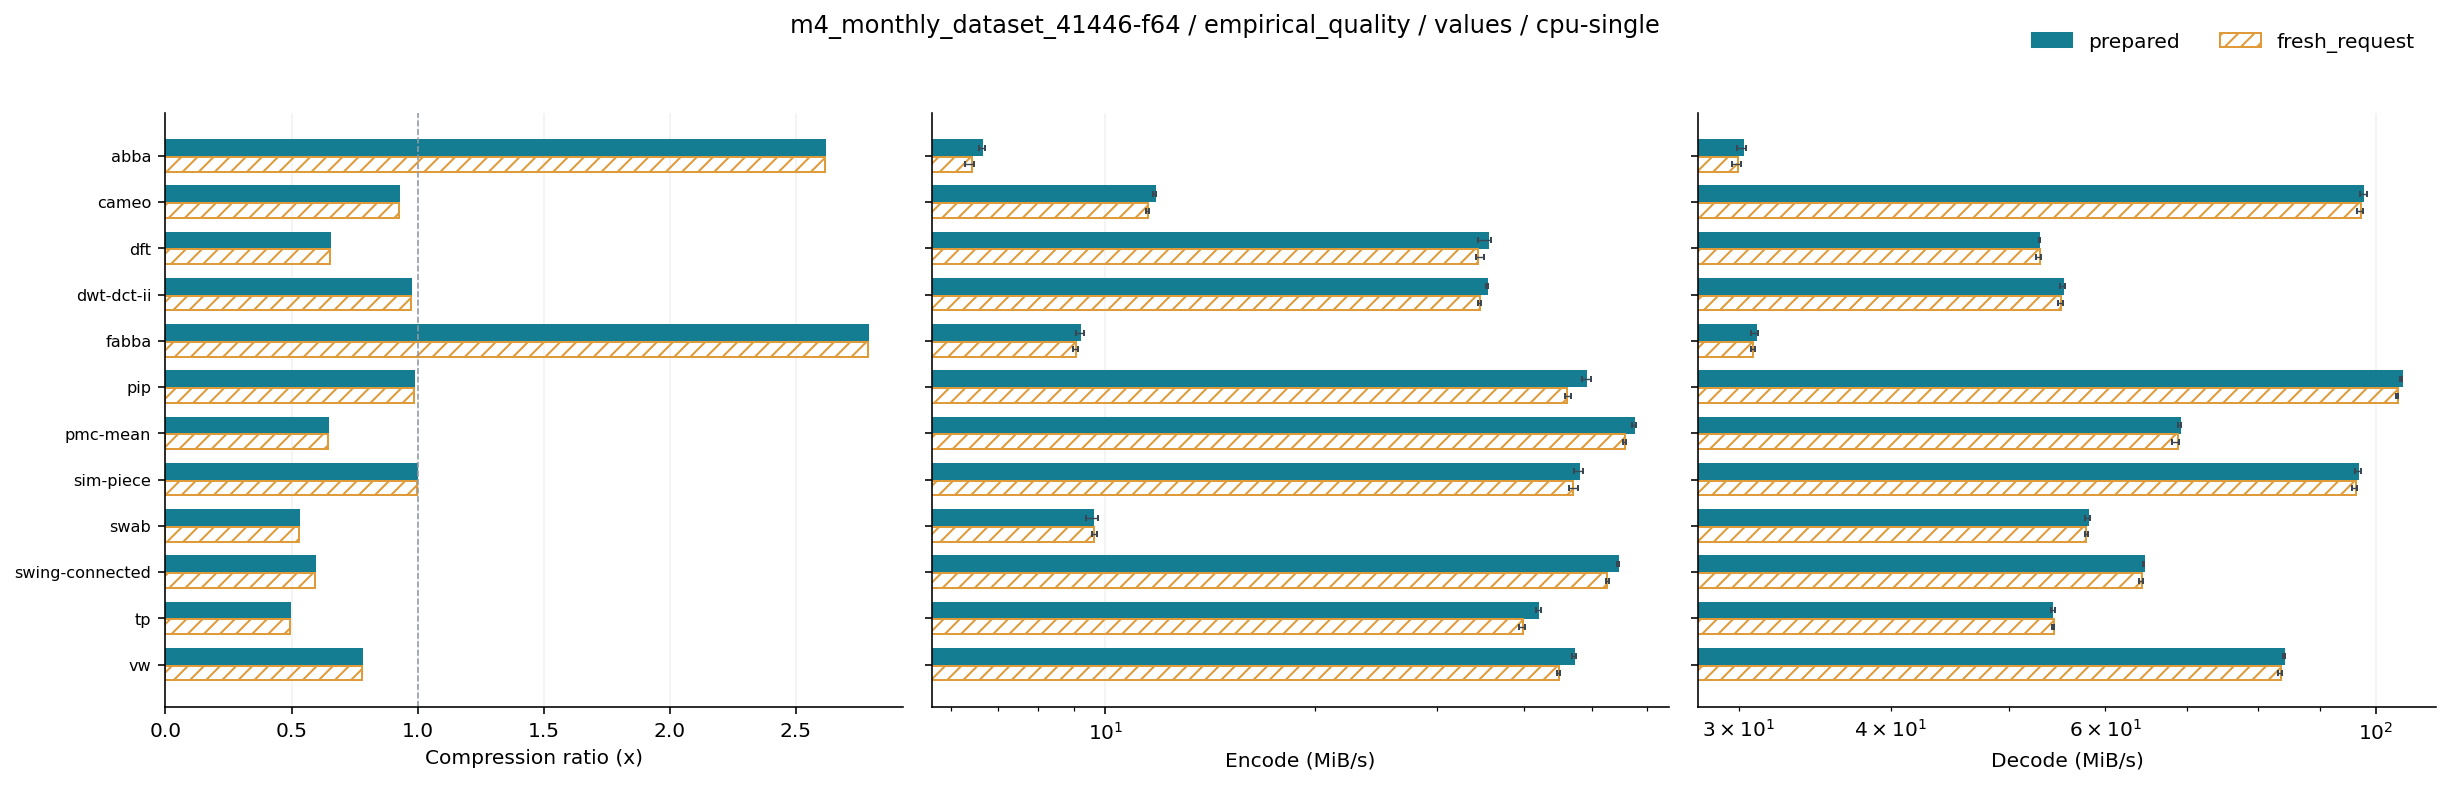 m4_monthly_dataset_41446-f64 / empirical_quality / values / cpu-single
prepared
fresh_request
abba
cameo
dft
dwt-dct-ii
fabba
pip
pmc-mean
sim-piece
swab
swing-connected
tp
vw
0.0 0.5 1.0 1.5 2.0 2.5
Compression ratio (x)
10¹
Encode (MiB/s)
3 × 10¹ 4 × 10¹ 6 × 10¹ 10²
Decode (MiB/s)